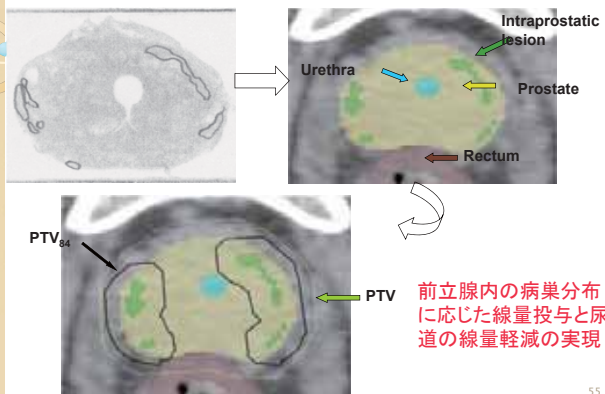 Intraprostatic
lesion
Urethra
Prostate
Rectum
PTV84
PTV
前立腺内の病巣分布
に応じた線量投与と尿
道の線量軽減の実現
55